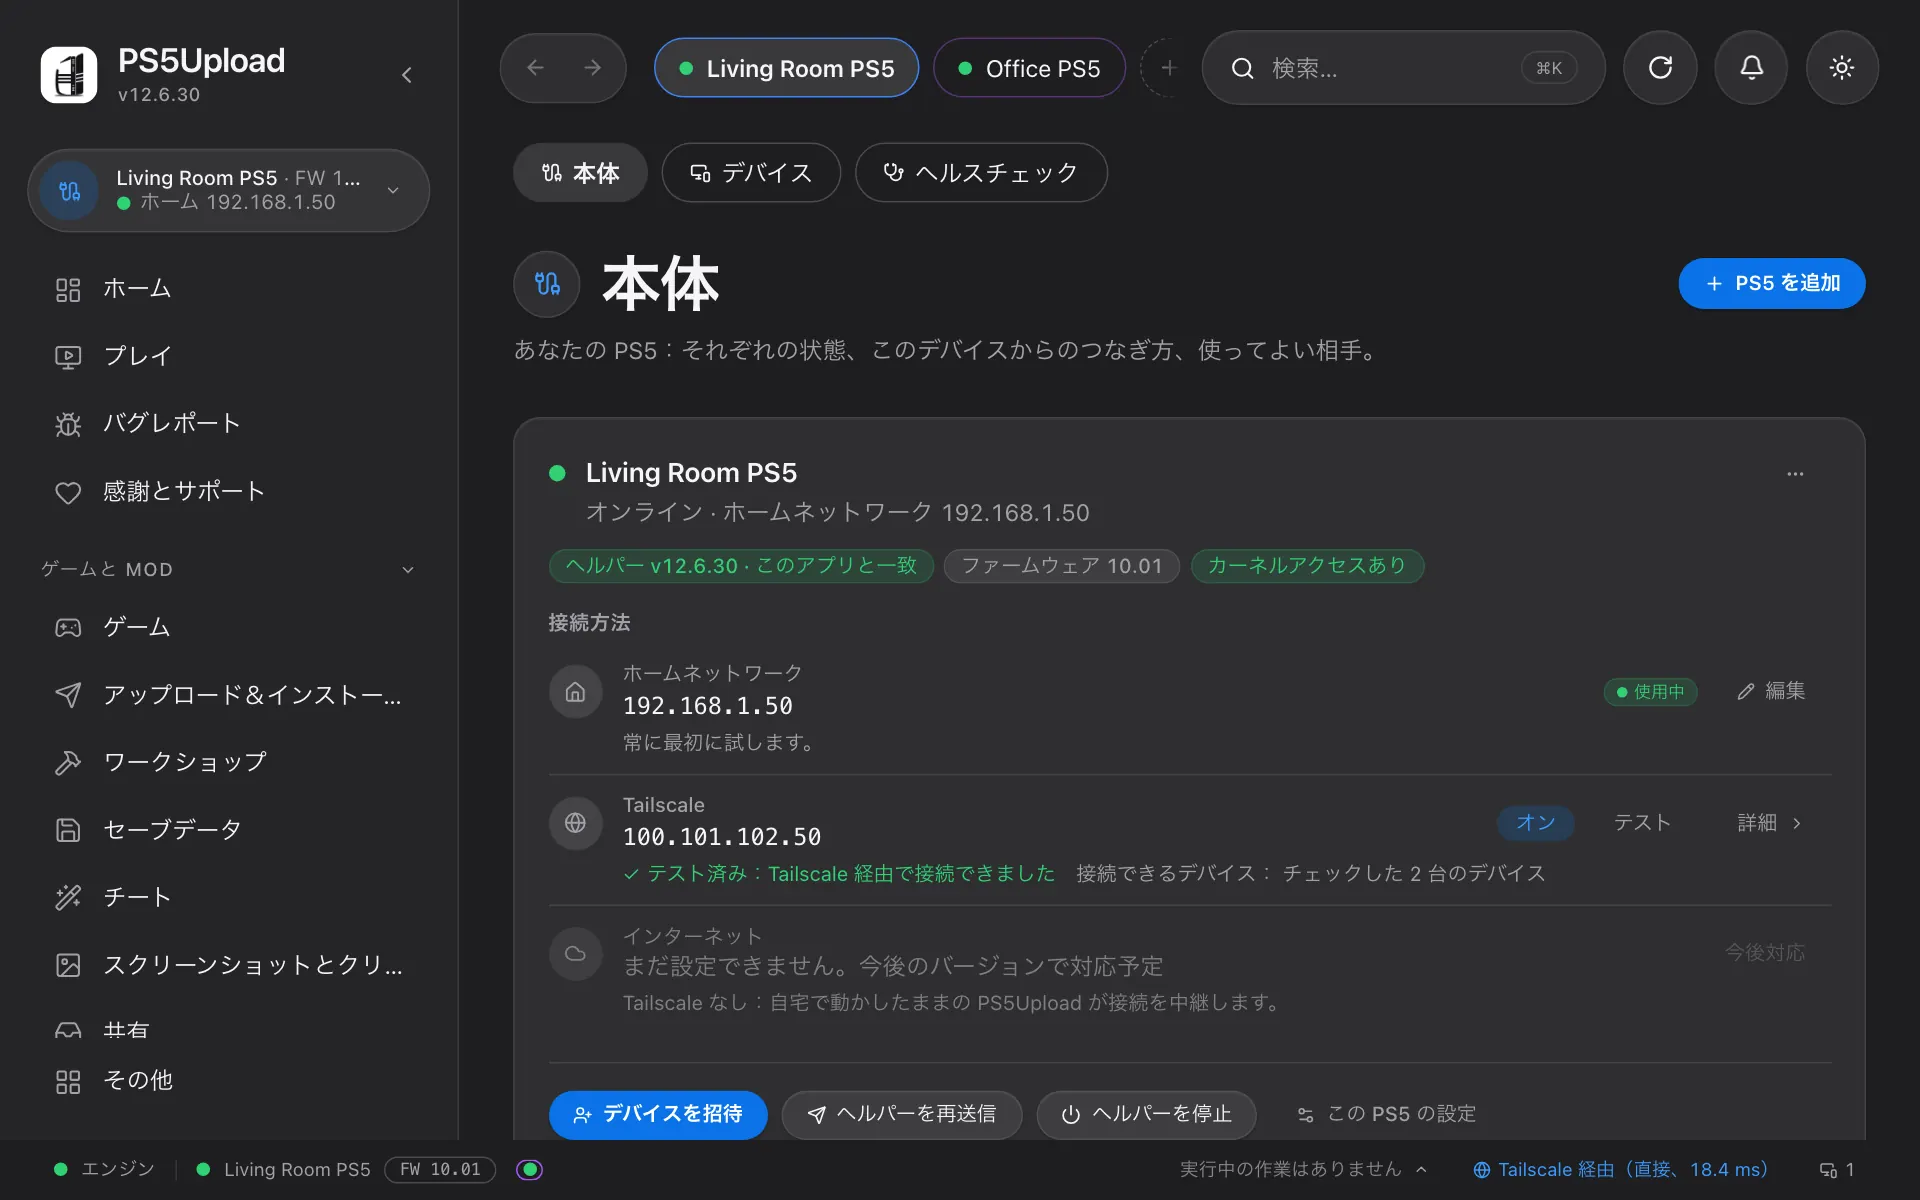 PS5Upload
v12.6.30
Living Room PS5 · FW 1...
ホーム 192.168.1.50
ホーム
プレイ
バグレポート
感謝とサポート
ゲームと MOD
ゲーム
アップロード＆インストー...
ワークショップ
セーブデータ
チート
スクリーンショットとクリ...
共有
その他
Living Room PS5
Office PS5
検索...
⌘K
本体
デバイス
ヘルスチェック
本体
PS5 を追加
あなたの PS5：それぞれの状態、このデバイスからのつなぎ方、使ってよい相手。
Living Room PS5
オンライン · ホームネットワーク 192.168.1.50
ヘルパー v12.6.30 · このアプリと一致
ファームウェア 10.01
カーネルアクセスあり
接続方法
ホームネットワーク
192.168.1.50
常に最初に試します。
使用中
編集
Tailscale
100.101.102.50
✓ テスト済み：Tailscale 経由で接続できました 接続できるデバイス： チェックした 2 台のデバイス
オン
テスト
詳細
インターネット
まだ設定できません。今後のバージョンで対応予定
Tailscale なし：自宅で動かしたままの PS5Upload が接続を中継します。
今後対応
デバイスを招待
ヘルパーを再送信
ヘルパーを停止
この PS5 の設定
エンジン
Living Room PS5
FW 10.01
実行中の作業はありません
Tailscale 経由（直接、18.4 ms）
1